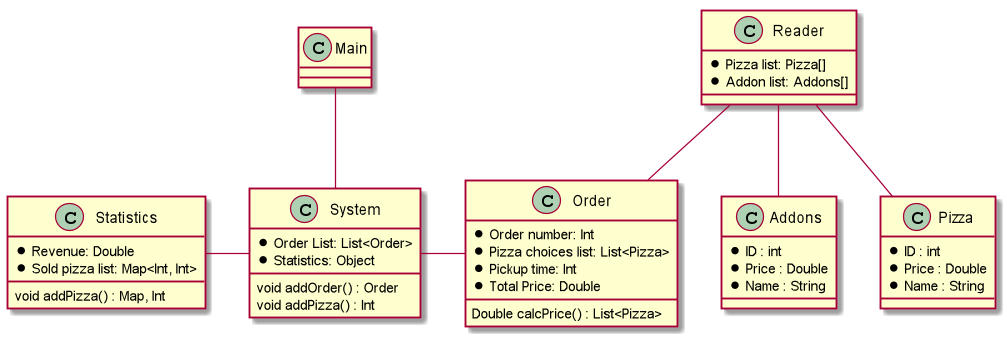 C Main
C Reader
Pizza list: Pizza[]
Addon list: Addons[]
C Statistics
Revenue: Double
Sold pizza list: Map<Int, Int>
void addPizza() : Map, Int
C System
Order List: List<Order>
Statistics: Object
void addOrder() : Order
void addPizza() : Int
C Order
Order number: Int
Pizza choices list: List<Pizza>
Pickup time: Int
Total Price: Double
Double calcPrice() : List<Pizza>
C Addons
ID : int
Price : Double
Name : String
C Pizza
ID : int
Price : Double
Name : String